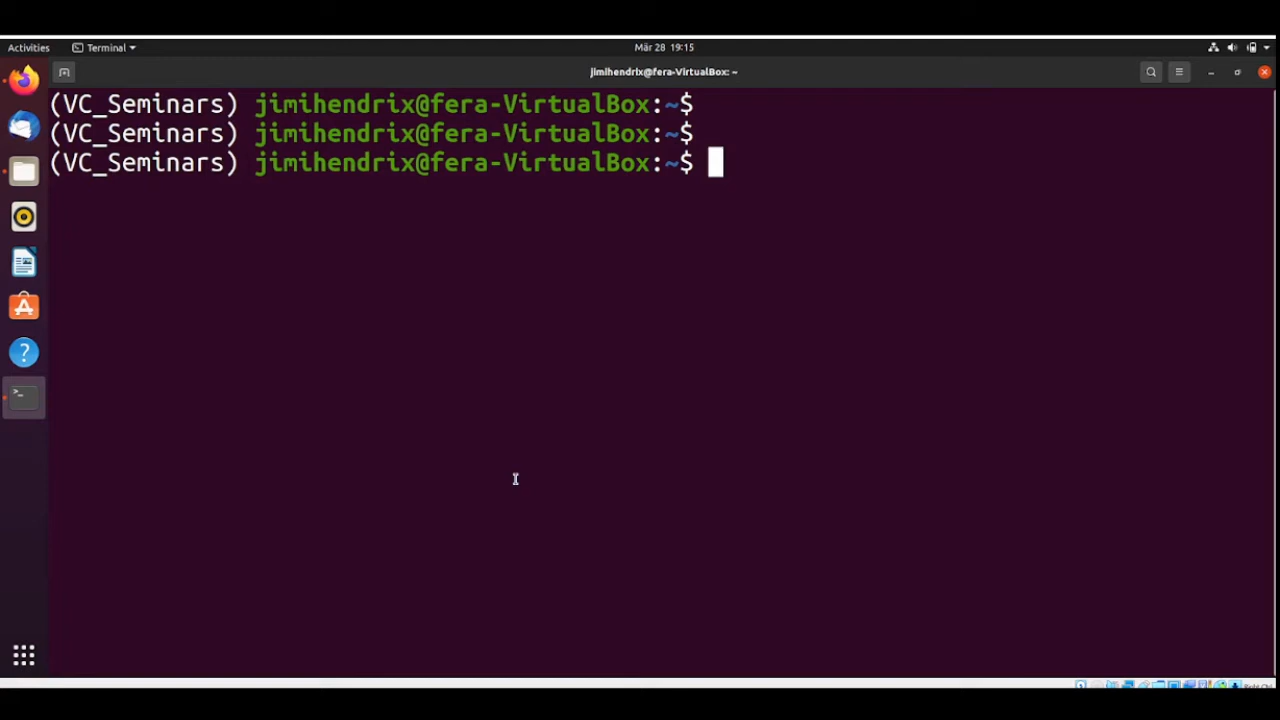 Activities Terminal Mär 28 19:15
jimihendrix@fera-VirtualBox: ~
(VC_Seminars) jimihendrix@fera-VirtualBox:~$
(VC_Seminars) jimihendrix@fera-VirtualBox:~$
(VC_Seminars) jimihendrix@fera-VirtualBox:~$